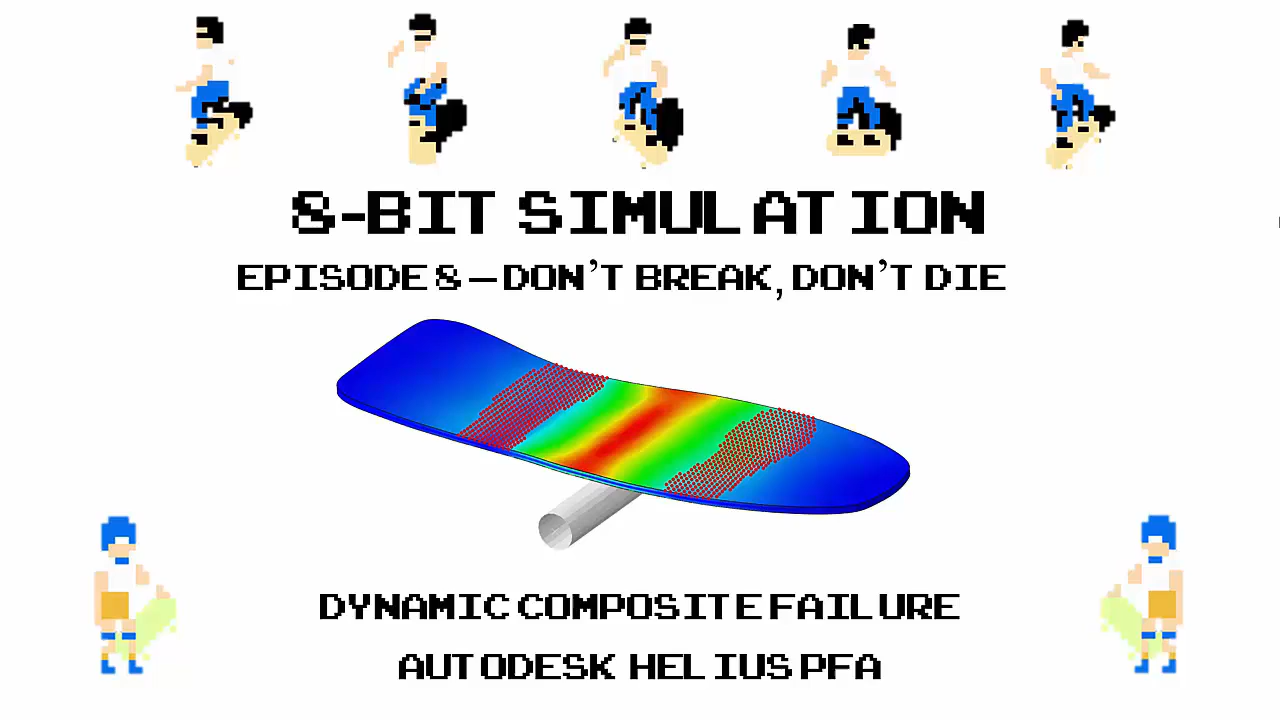 8-BIT SIMULATION
EPISODE 8 – DON'T BREAK, DON'T DIE
DYNAMIC COMPOSITE FAILURE
AUTODESK HELIUS PFA